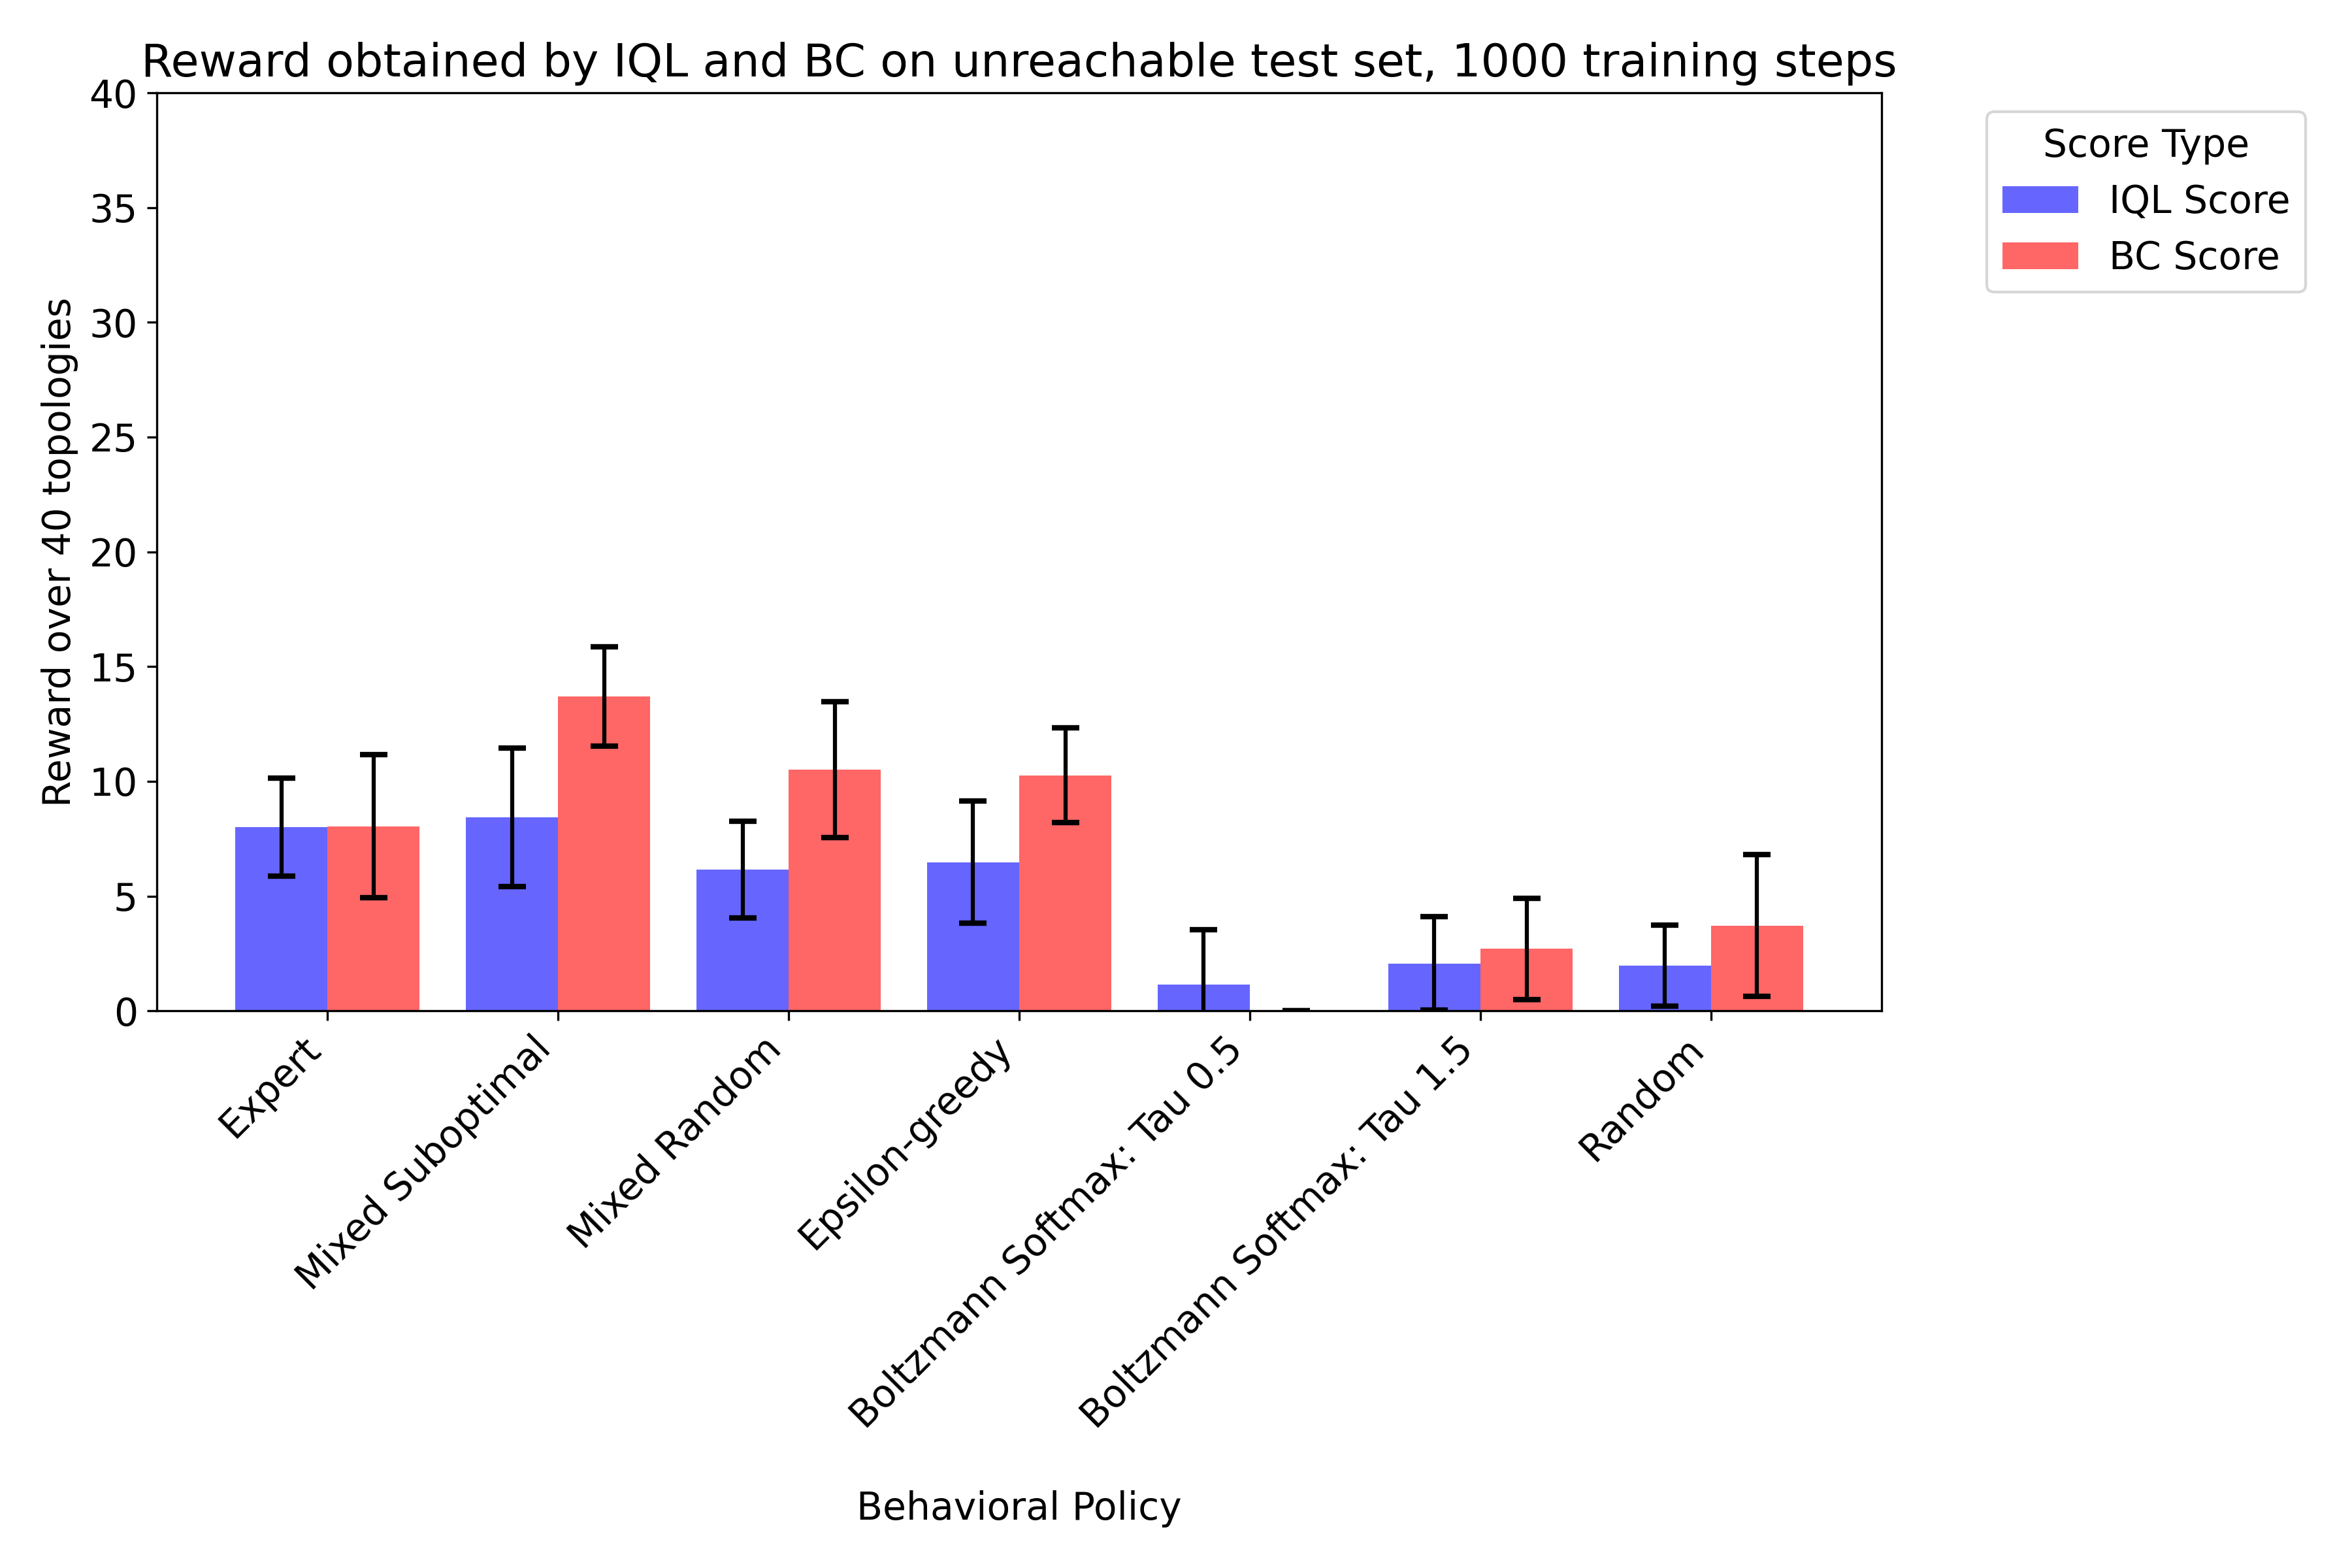 Reward obtained by IQL and BC on unreachable test set, 1000 training steps
Score Type
IQL Score
BC Score
Reward over 40 topologies
40
35
30
25
20
15
10
5
0
Expert
Mixed Suboptimal
Mixed Random
Epsilon-greedy
Boltzmann Softmax: Tau 0.5
Boltzmann Softmax: Tau 1.5
Random
Behavioral Policy